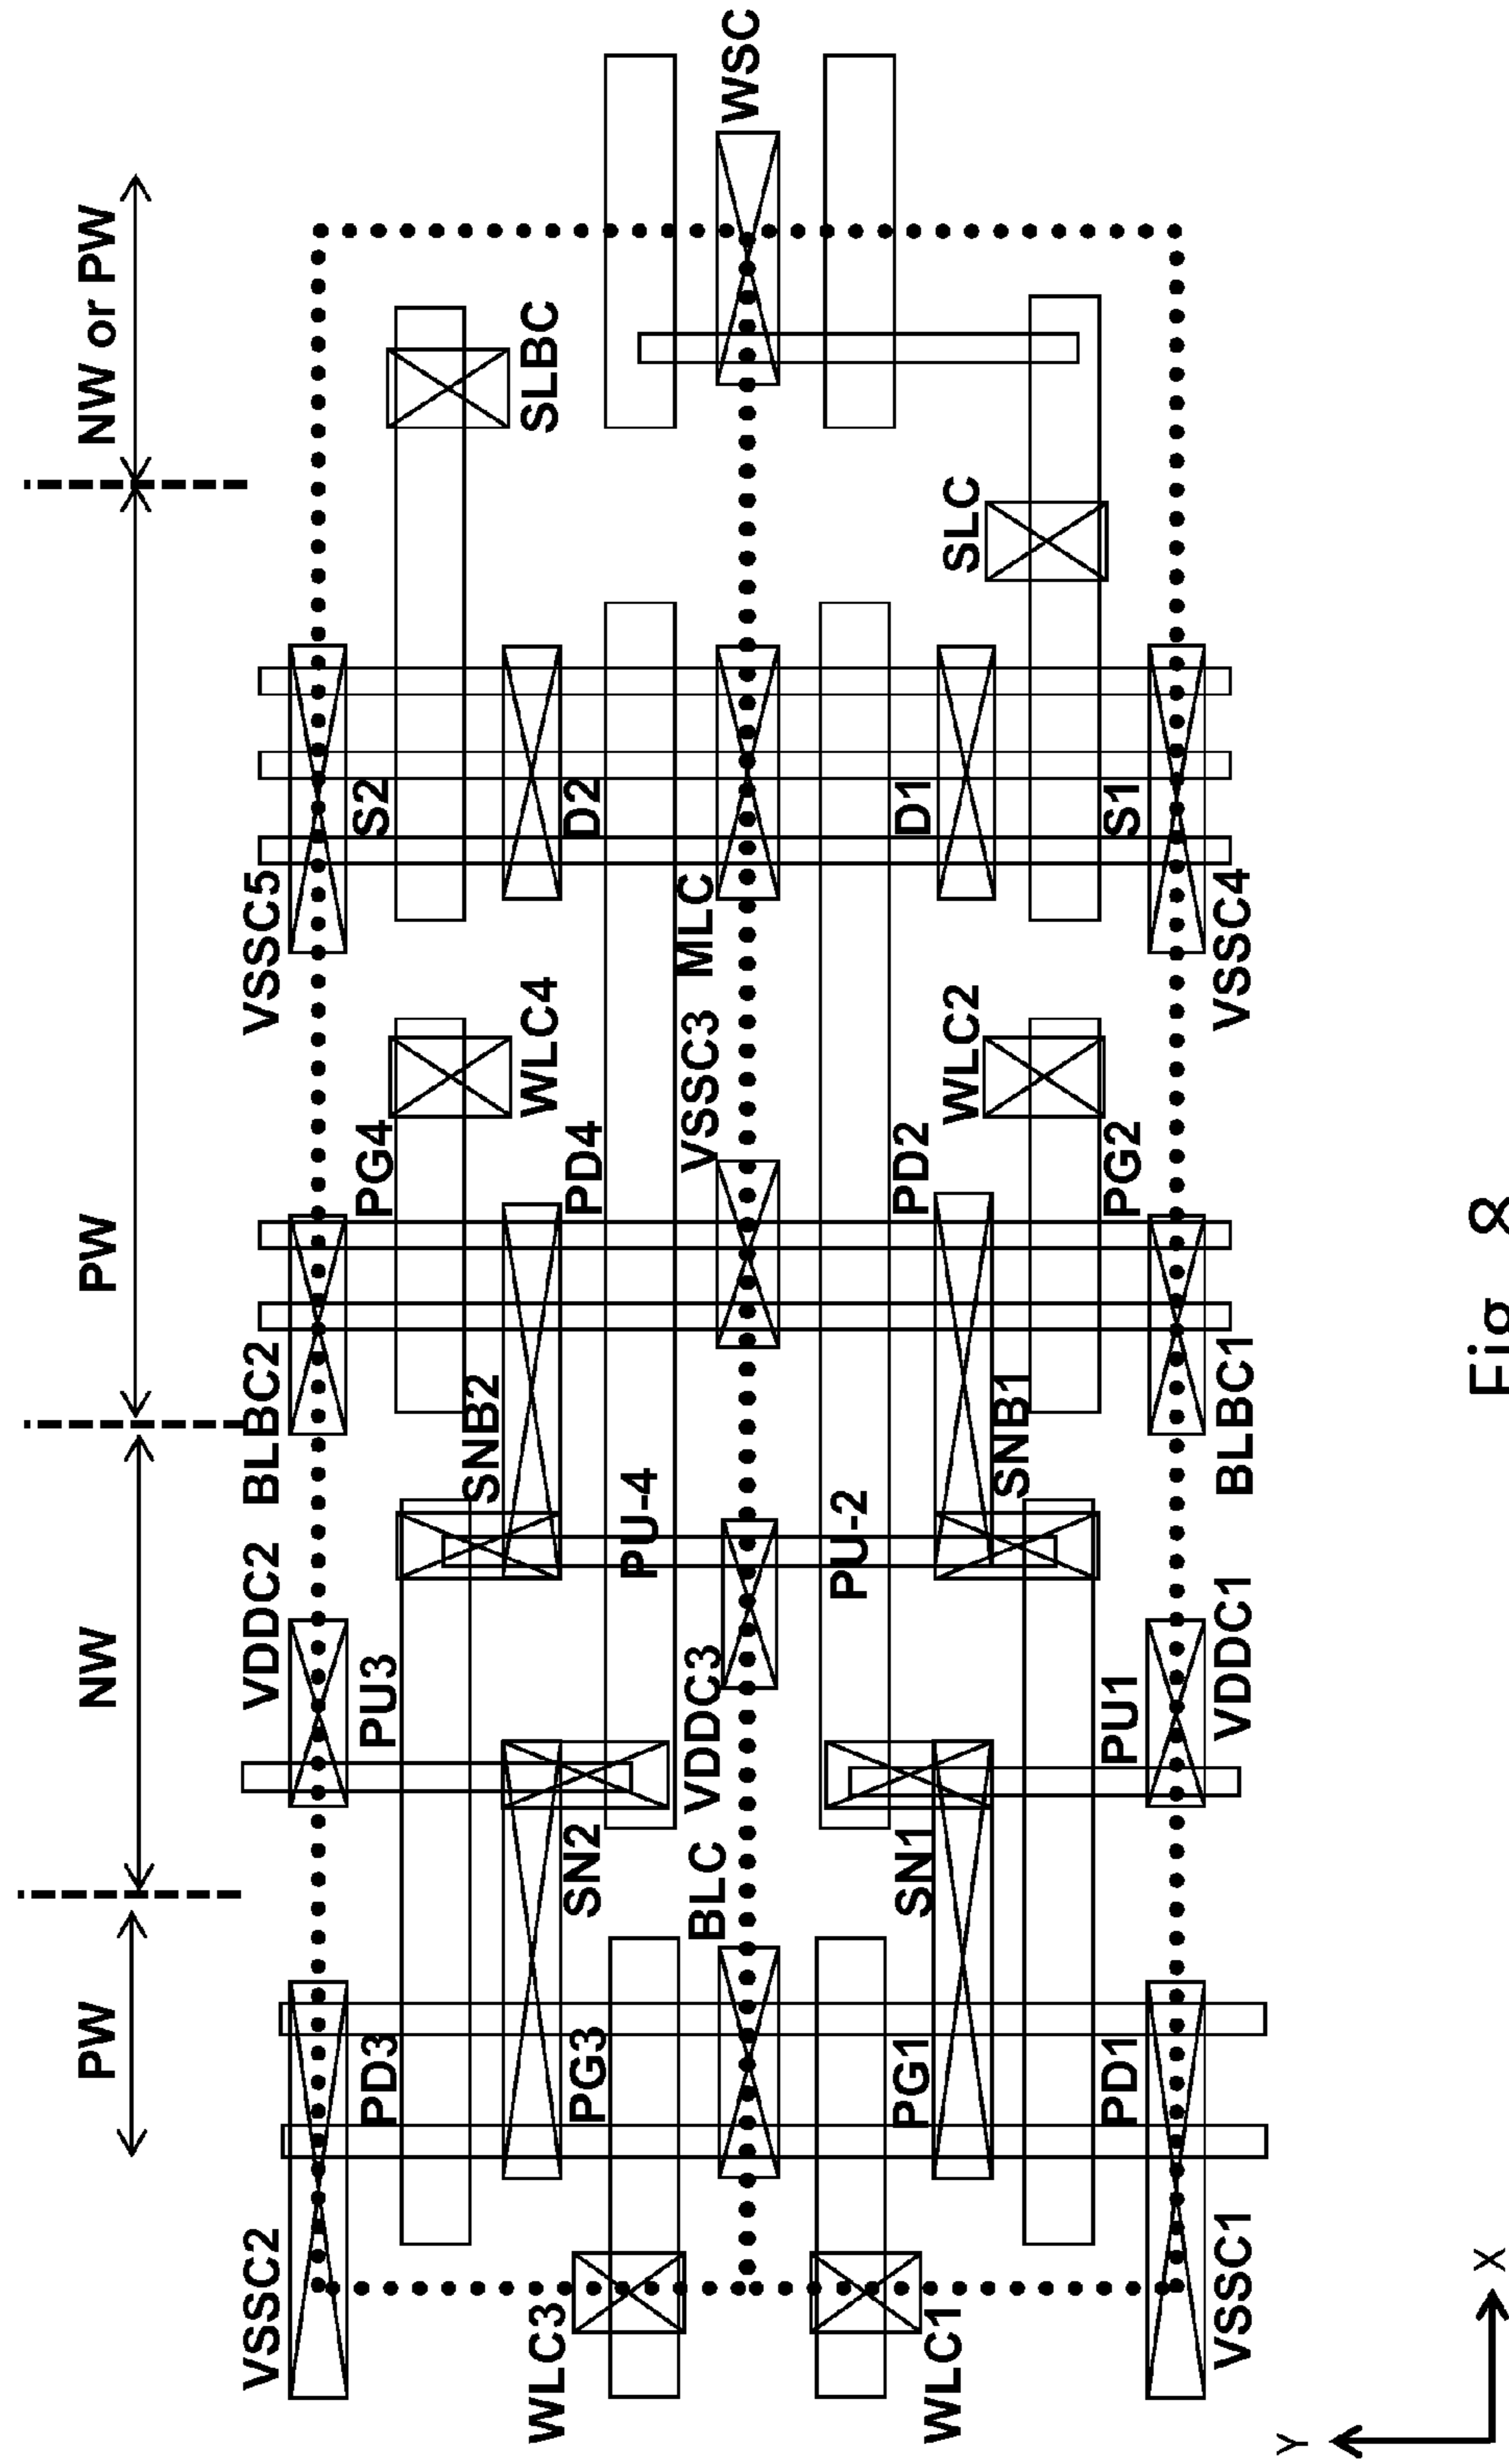 PW
NW
PW
NW or PW
VSSC2
VDDC2
BLBC2
VSSC5
PD3
PU3
PG4
S2
SNB2
WLC3
WLC4
SLBC
PG3
SN2
PD4
D2
PU-4
BLC
VDDC3
VSSC3
MLC
WSC
PU-2
PG1
SN1
PD2
D1
WLC1
WLC2
SLC
SNB1
PD1
PU1
PG2
S1
VSSC1
VDDC1
BLBC1
VSSC4
Y
X
Fig 8